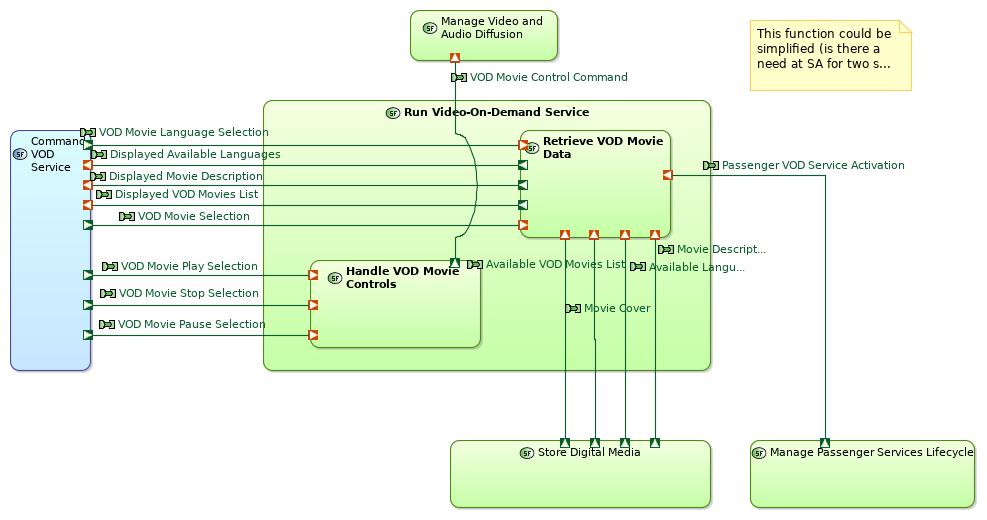 Manage Video and
Audio Diffusion
This function could be
simplified (is there a
need at SA for two s...
VOD Movie Control Command
Run Video-On-Demand Service
Command
VOD
Service
VOD Movie Language Selection
Displayed Available Languages
Displayed Movie Description
Displayed VOD Movies List
VOD Movie Selection
Retrieve VOD Movie
Data
Passenger VOD Service Activation
VOD Movie Play Selection
VOD Movie Stop Selection
VOD Movie Pause Selection
Handle VOD Movie
Controls
Movie Descript...
Available VOD Movies List
Available Langu...
Movie Cover
Store Digital Media
Manage Passenger Services Lifecycle